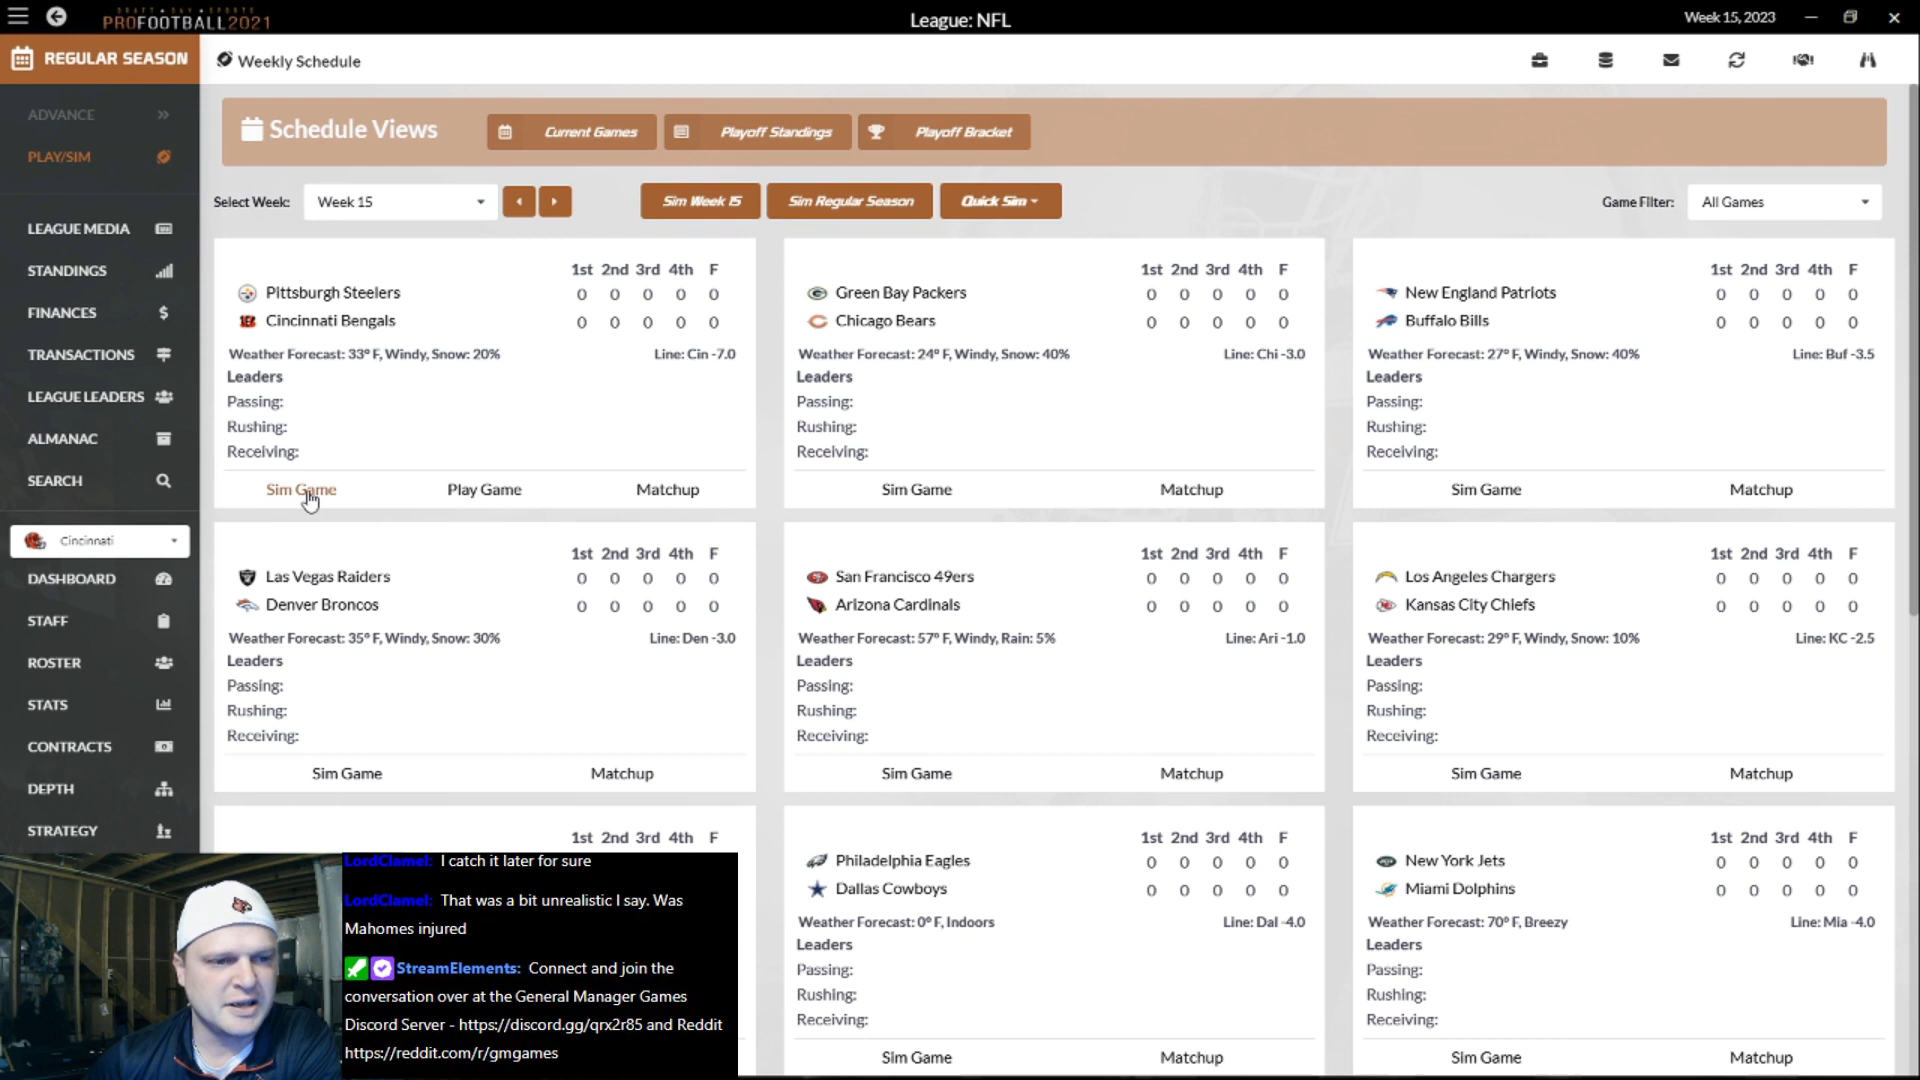 DRAFT DAY SPORTS
PROFOOTBALL2021
League: NFL
Week 15, 2023
REGULAR SEASON
Weekly Schedule
ADVANCE
PLAY/SIM
LEAGUE MEDIA
STANDINGS
FINANCES
TRANSACTIONS
LEAGUE LEADERS
ALMANAC
SEARCH
Cincinnati
DASHBOARD
STAFF
ROSTER
STATS
CONTRACTS
DEPTH
STRATEGY
Schedule Views
Current Games
Playoff Standings
Playoff Bracket
Select Week:
Week 15
Sim Week 15
Sim Regular Season
Quick Sim
Game Filter:
All Games
1st 2nd 3rd 4th F
Pittsburgh Steelers 0 0 0 0 0
Cincinnati Bengals 0 0 0 0 0
Weather Forecast: 33° F, Windy, Snow: 20% Line: Cin -7.0
Leaders
Passing:
Rushing:
Receiving:
Sim Game Play Game Matchup
1st 2nd 3rd 4th F
Green Bay Packers 0 0 0 0 0
Chicago Bears 0 0 0 0 0
Weather Forecast: 24° F, Windy, Snow: 40% Line: Chi -3.0
Leaders
Passing:
Rushing:
Receiving:
Sim Game Matchup
1st 2nd 3rd 4th F
New England Patriots 0 0 0 0 0
Buffalo Bills 0 0 0 0 0
Weather Forecast: 27° F, Windy, Snow: 40% Line: Buf -3.5
Leaders
Passing:
Rushing:
Receiving:
Sim Game Matchup
1st 2nd 3rd 4th F
Las Vegas Raiders 0 0 0 0 0
Denver Broncos 0 0 0 0 0
Weather Forecast: 35° F, Windy, Snow: 30% Line: Den -3.0
Leaders
Passing:
Rushing:
Receiving:
Sim Game Matchup
1st 2nd 3rd 4th F
San Francisco 49ers 0 0 0 0 0
Arizona Cardinals 0 0 0 0 0
Weather Forecast: 57° F, Windy, Rain: 5% Line: Ari -1.0
Leaders
Passing:
Rushing:
Receiving:
Sim Game Matchup
1st 2nd 3rd 4th F
Los Angeles Chargers 0 0 0 0 0
Kansas City Chiefs 0 0 0 0 0
Weather Forecast: 29° F, Windy, Snow: 10% Line: KC -2.5
Leaders
Passing:
Rushing:
Receiving:
Sim Game Matchup
1st 2nd 3rd 4th F
1st 2nd 3rd 4th F
Philadelphia Eagles 0 0 0 0 0
Dallas Cowboys 0 0 0 0 0
Weather Forecast: 0° F, Indoors Line: Dal -4.0
Leaders
Passing:
Rushing:
Receiving:
Sim Game Matchup
1st 2nd 3rd 4th F
New York Jets 0 0 0 0 0
Miami Dolphins 0 0 0 0 0
Weather Forecast: 70° F, Breezy Line: Mia -4.0
Leaders
Passing:
Rushing:
Receiving:
Sim Game Matchup
LordClamel: I catch it later for sure
LordClamel: That was a bit unrealistic I say. Was
Mahomes injured
StreamElements: Connect and join the
conversation over at the General Manager Games
Discord Server - https://discord.gg/qrx2r85 and Reddit
https://reddit.com/r/gmgames